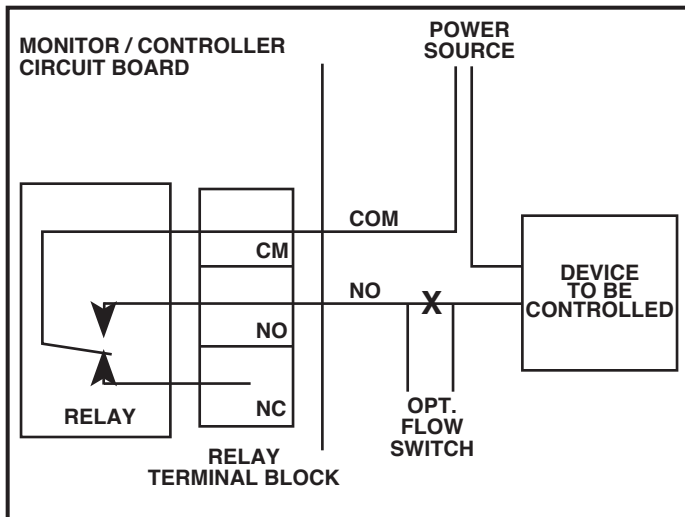 MONITOR / CONTROLLER
CIRCUIT BOARD
POWER
SOURCE
COM
CM
NO
X
NO
NC
RELAY
RELAY
TERMINAL BLOCK
OPT.
FLOW
SWITCH
DEVICE
TO BE
CONTROLLED